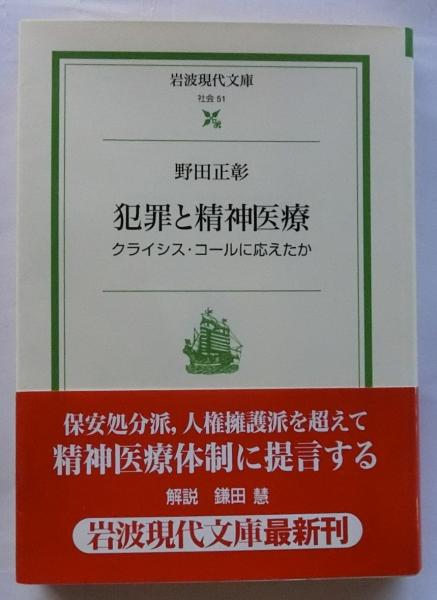 岩波現代文庫
社会 51
野田正彰
犯罪と精神医療
クライシス・コールに応えたか
保安処分派,人権擁護派を超えて
精神医療体制に提言する
解説 鎌田 慧
岩波現代文庫最新刊